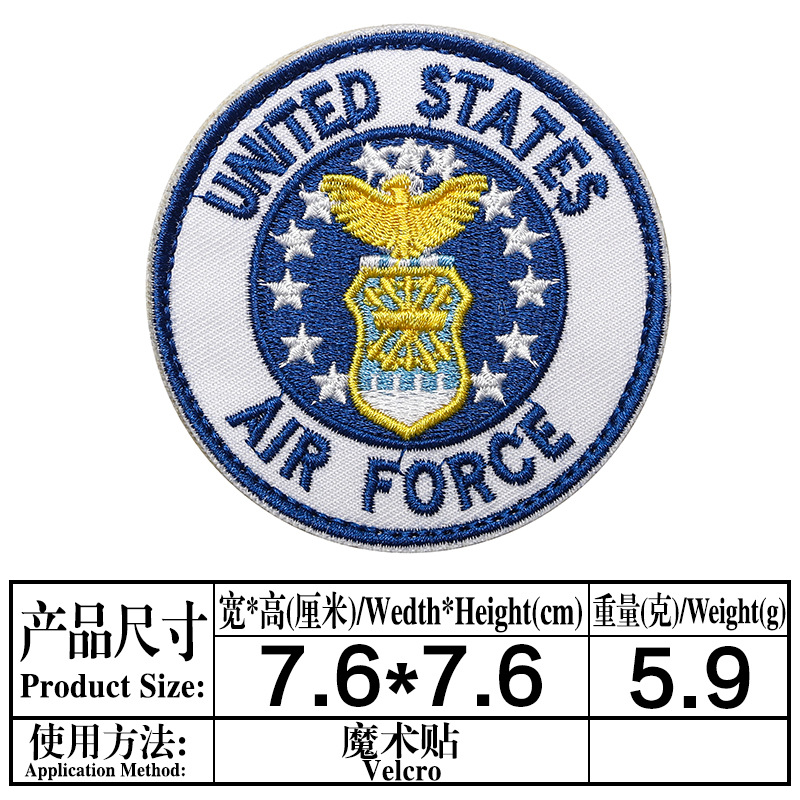 UNITED STATES
AIR FORCE
产品尺寸
Product Size:
宽*高(厘米)/Wedth*Height(cm)
重量(克)/Weight(g)
7.6*7.6
5.9
使用方法:
Application Method:
魔术贴
Velcro